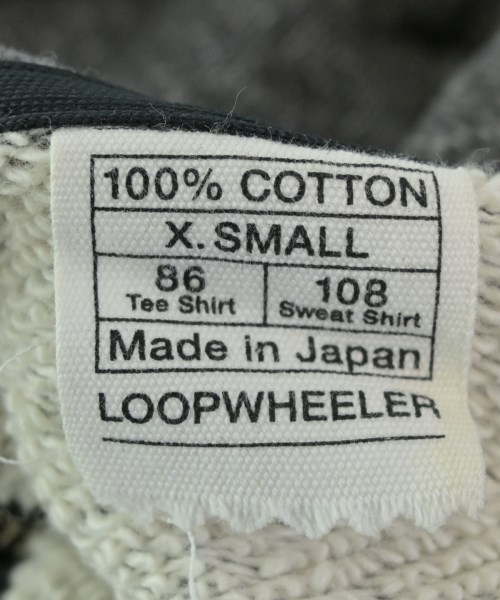 100% COTTON
X. SMALL
86 108
Tee Shirt Sweat Shirt
Made in Japan
LOOPWHEELER